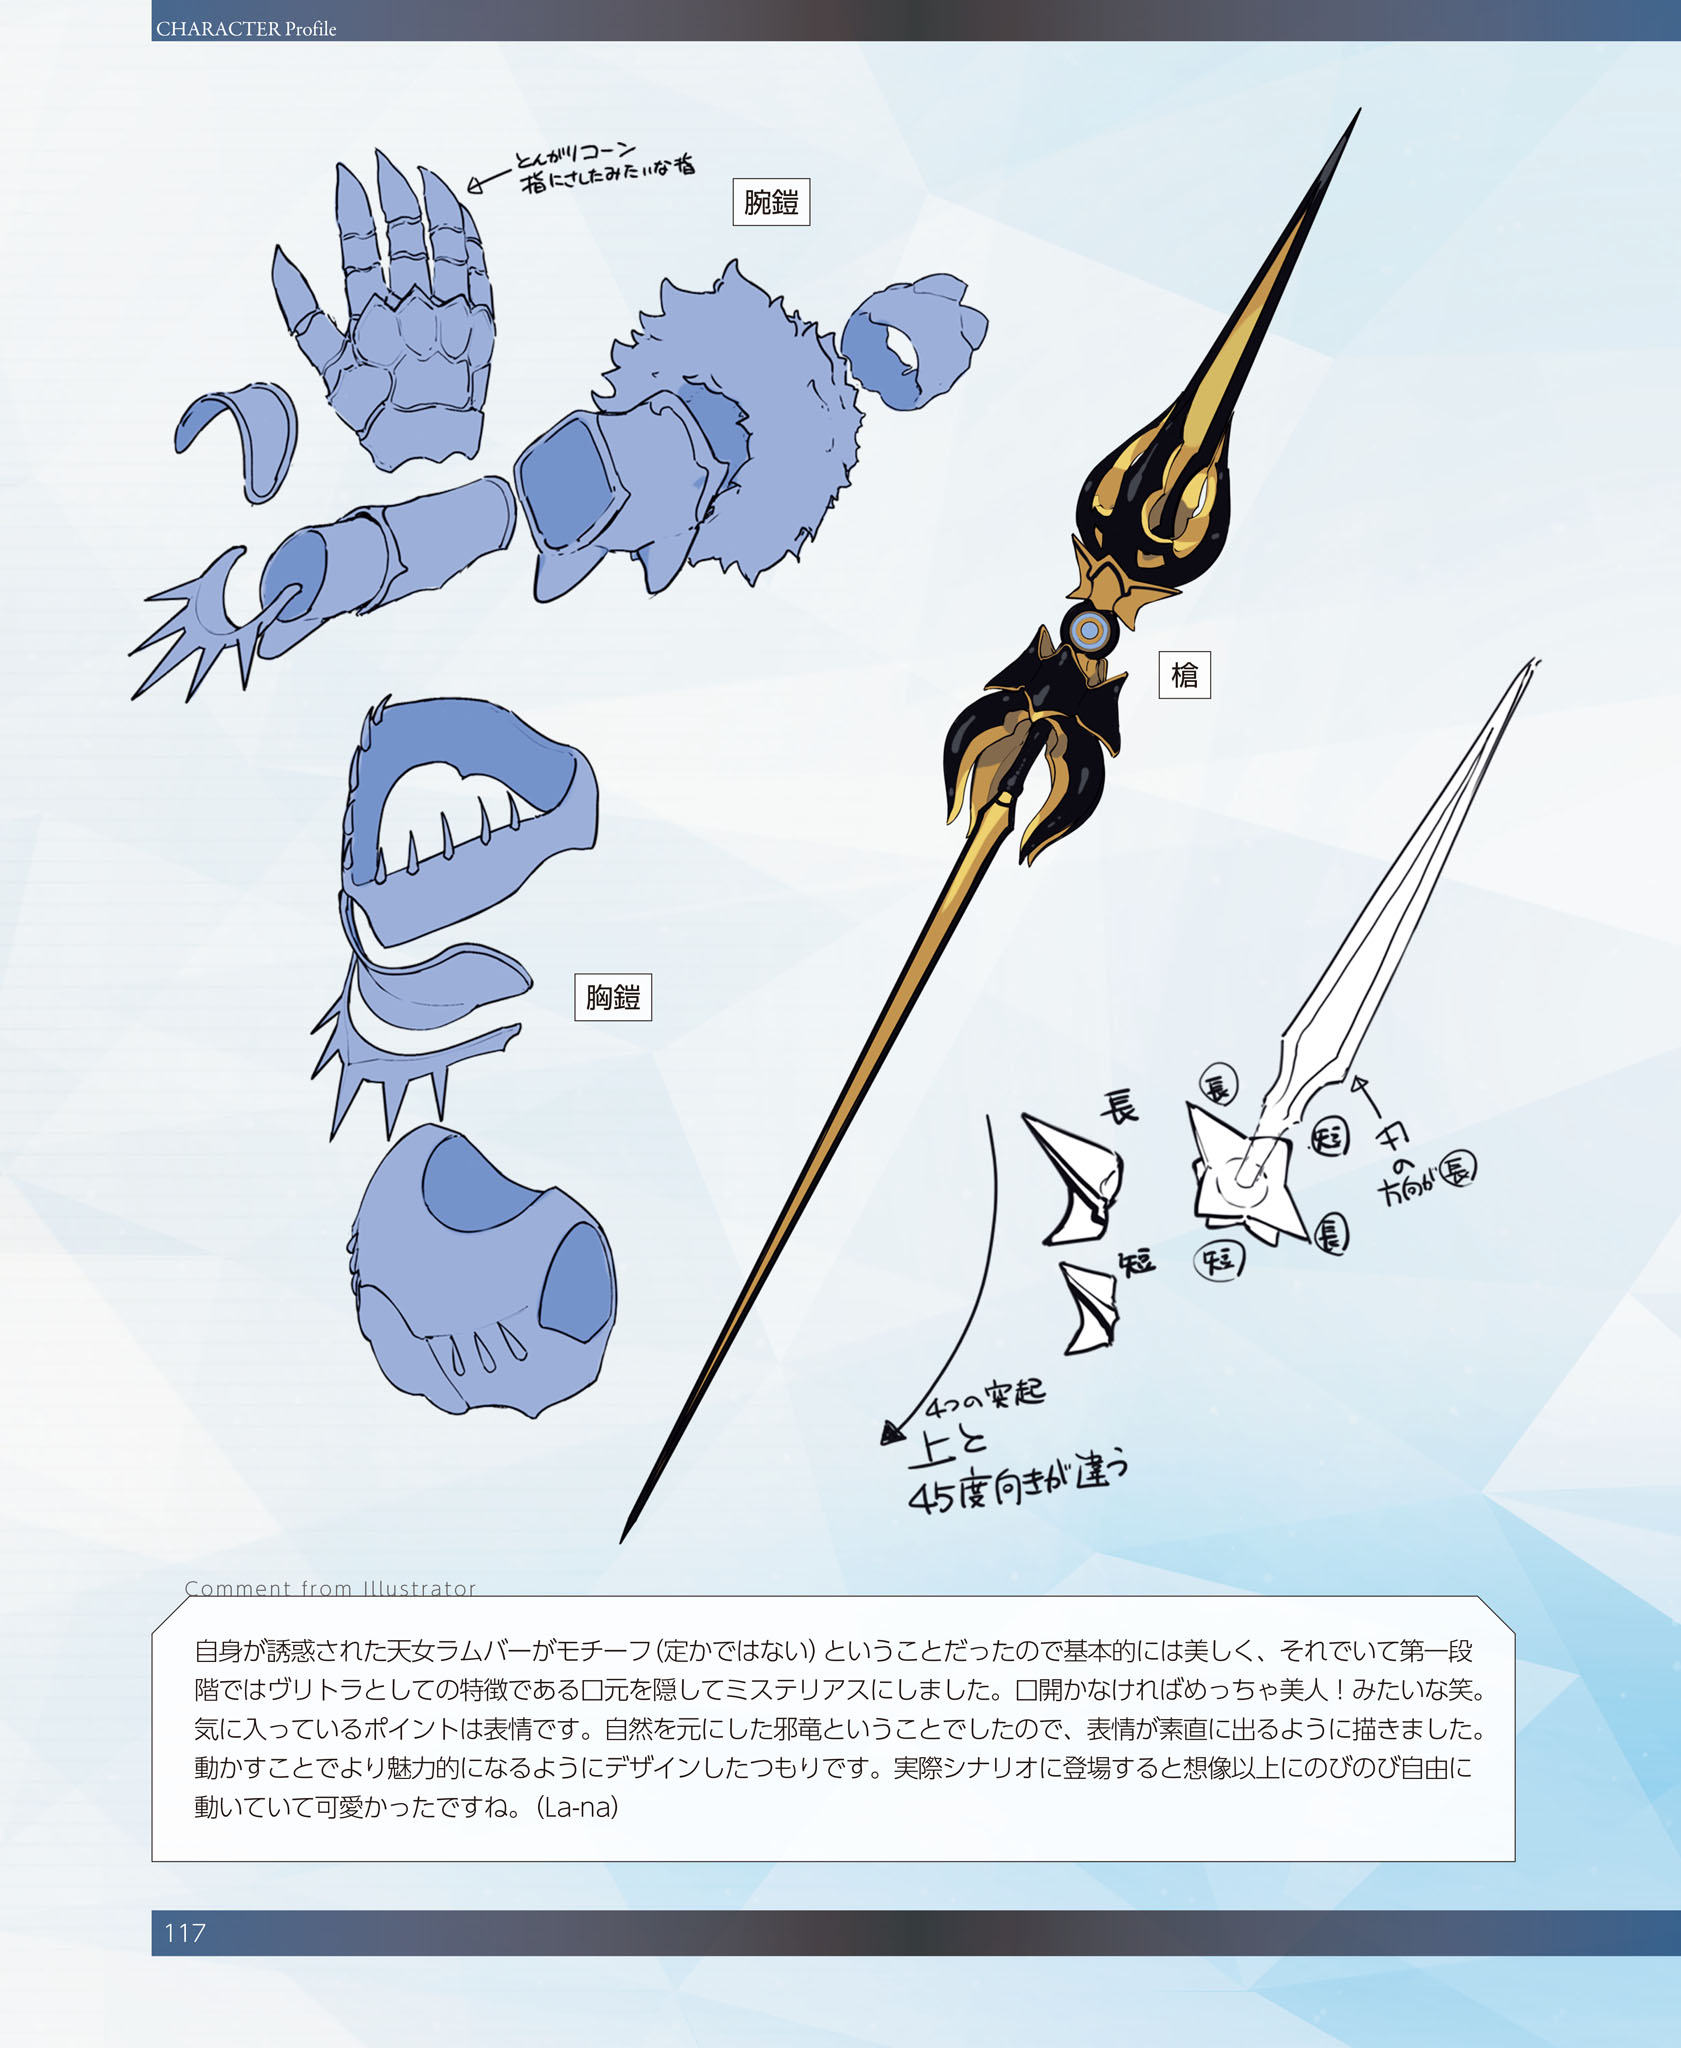 CHARACTER Profile
とんがりコーン
指にさしたみたいな指
腕鎧
槍
胸鎧
長
短
長
短
長
短
刃
の
方向が長
4つの突起
上と
45度向きが違う
Comment from Illustrator
自身が誘惑された天女ラムバーがモチーフ（定かではない）ということだったので基本的には美しく、それでいて第一段
階ではヴリトラとしての特徴である口元を隠してミステリアスにしました。口開かなければめっちゃ美人！みたいな笑。
気に入っているポイントは表情です。自然を元にした邪竜ということでしたので、表情が素直に出るように描きました。
動かすことでより魅力的になるようにデザインしたつもりです。実際シナリオに登場すると想像以上にのびのび自由に
動いていて可愛かったですね。（La-na）
117